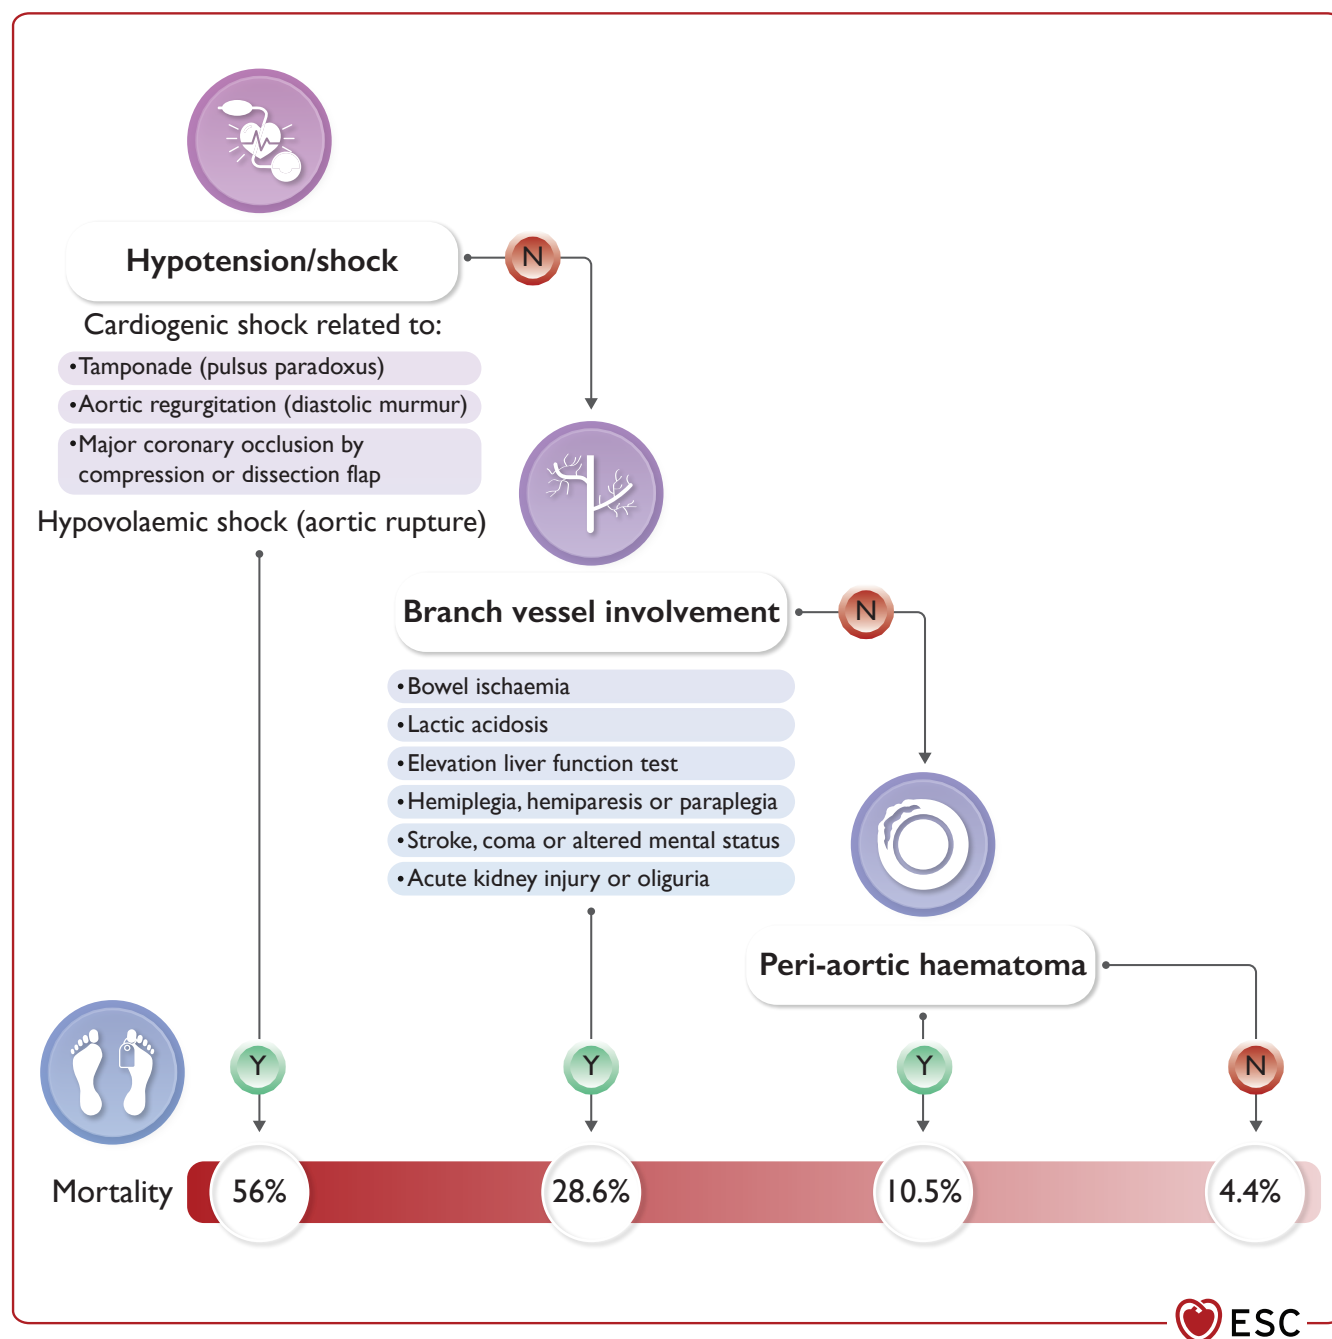 Hypotension/shock
N
Cardiogenic shock related to:
•Tamponade (pulsus paradoxus)
•Aortic regurgitation (diastolic murmur)
•Major coronary occlusion by
compression or dissection flap
Hypovolaemic shock (aortic rupture)
Branch vessel involvement
N
•Bowel ischaemia
•Lactic acidosis
•Elevation liver function test
•Hemiplegia, hemiparesis or paraplegia
•Stroke, coma or altered mental status
•Acute kidney injury or oliguria
Peri-aortic haematoma
Y
Y
Y
N
Mortality
56%
28.6%
10.5%
4.4%
ESC